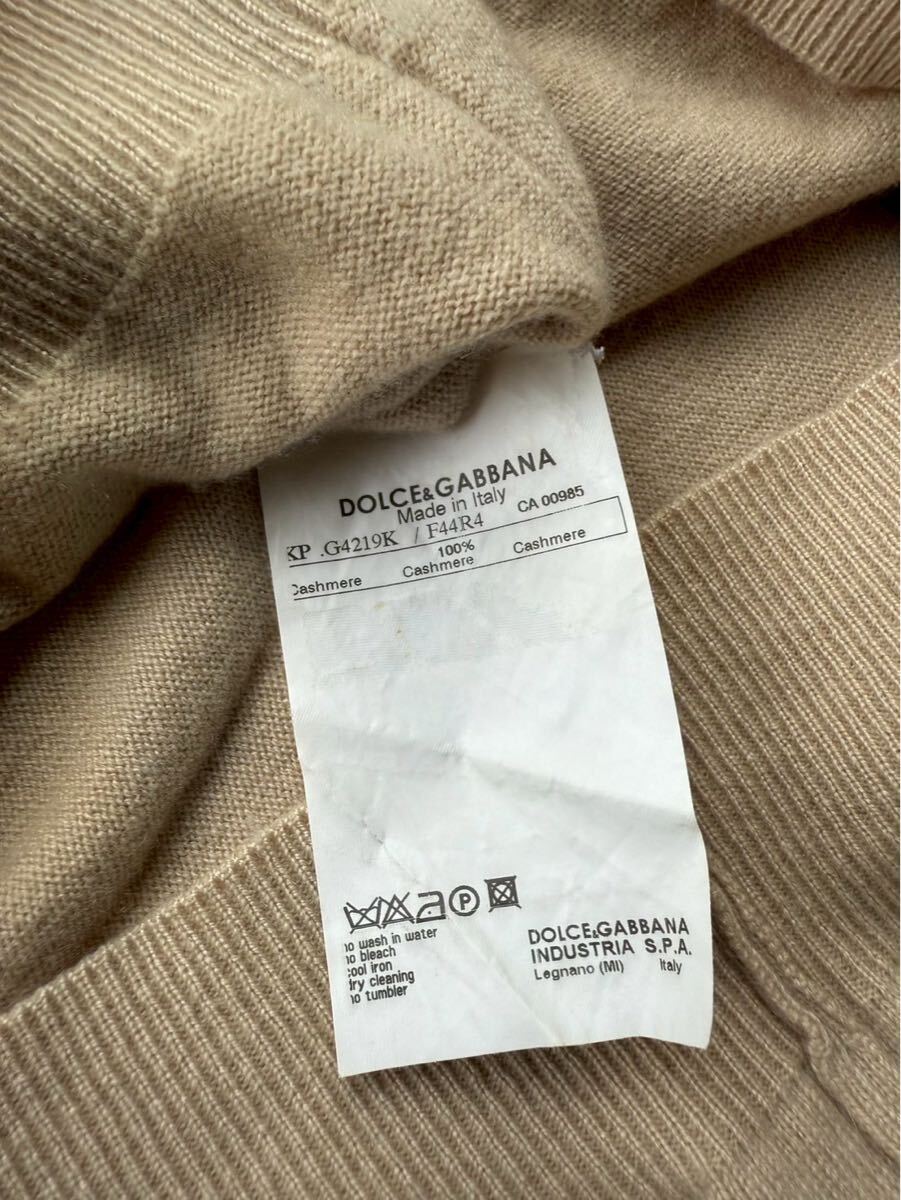 DOLCE&GABBANA
Made in Italy
KP .G4219K / F44R4 CA 00985
100%
Cashmere Cashmere Cashmere
no wash in water
no bleach
cool iron
dry cleaning
no tumbler
P
DOLCE&GABBANA
INDUSTRIA S.P.A.
Legnano (MI) Italy